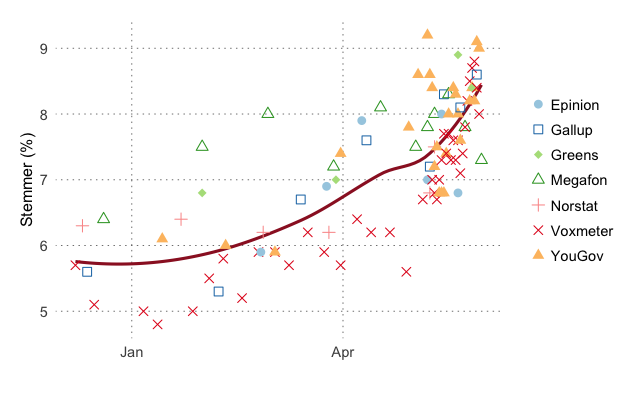 9
8
7
6
5
Stemmer (%)
Jan
Apr
Epinion
Gallup
Greens
Megafon
Norstat
Voxmeter
YouGov